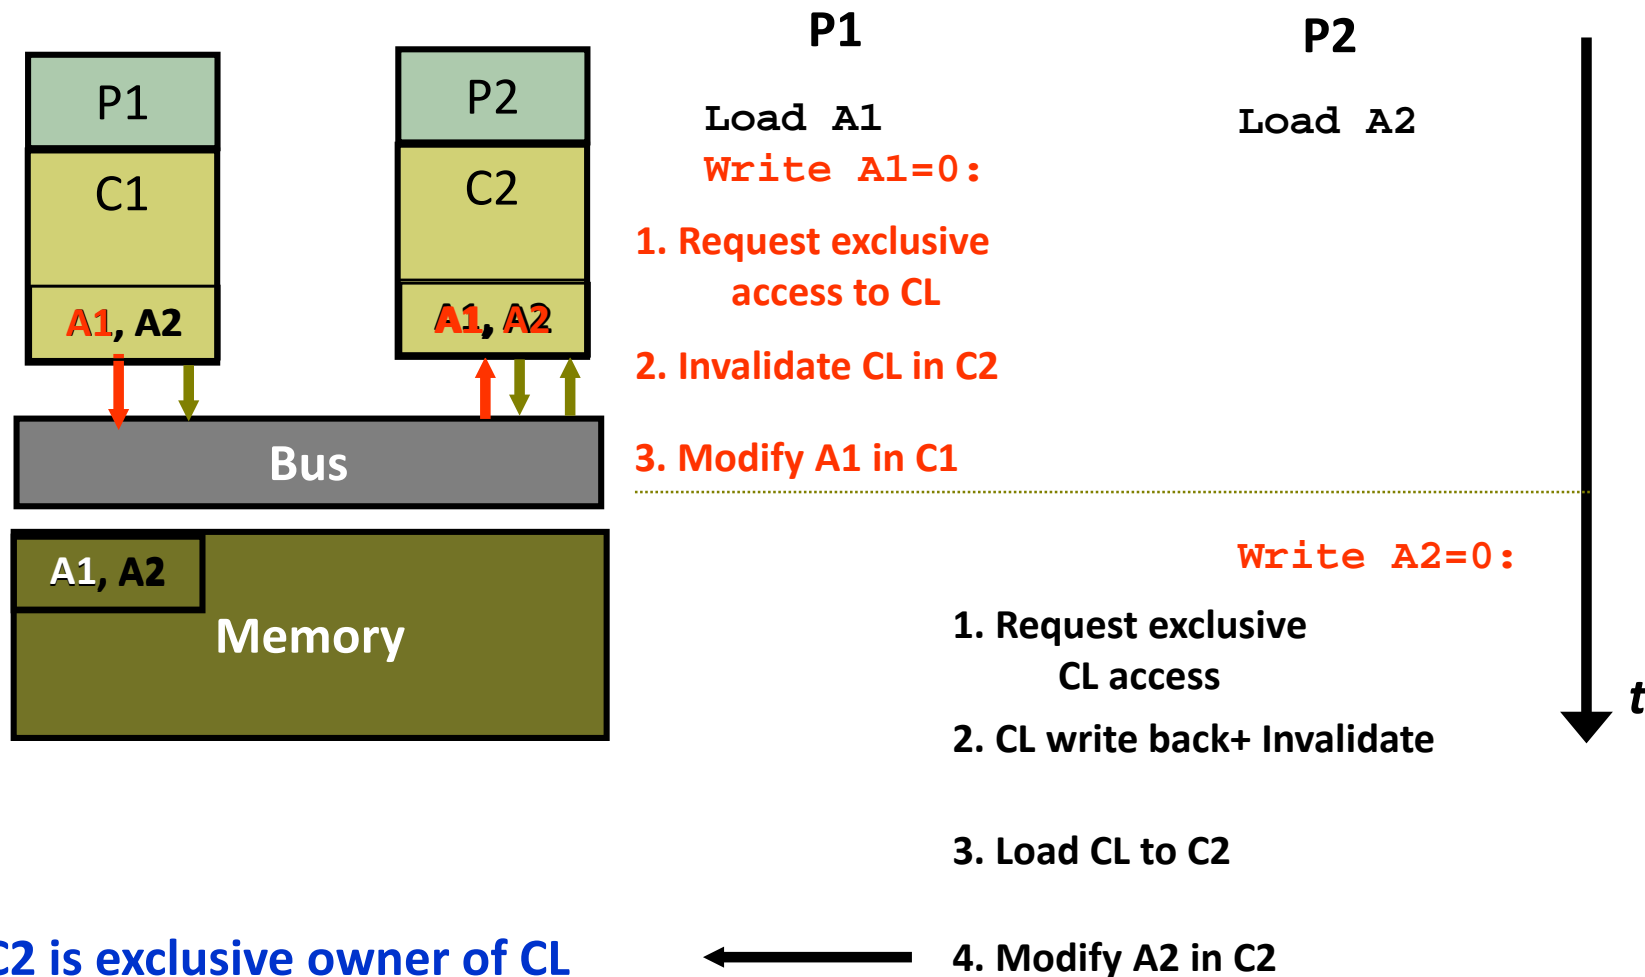 P1
P2
P1
C1
A1, A2
P2
C2
A1, A2
Bus
A1, A2
Memory
Load A1
Write A1=0:
1. Request exclusive
access to CL
2. Invalidate CL in C2
3. Modify A1 in C1
Load A2
Write A2=0:
1. Request exclusive
CL access
2. CL write back+ Invalidate
3. Load CL to C2
4. Modify A2 in C2
t
C2 is exclusive owner of CL